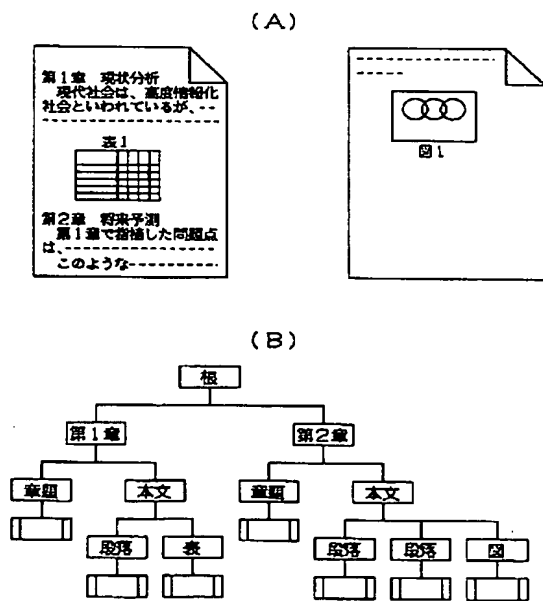 (A)
第1章 現状分析
現代社会は、高度情報化
社会といわれているが、--
表1
第2章 将来予測
第1章で指摘した問題点
は、
このような
図1
(B)
根
第1章 第2章
章題 本文 章題 本文
段落 表 段落 段落 図